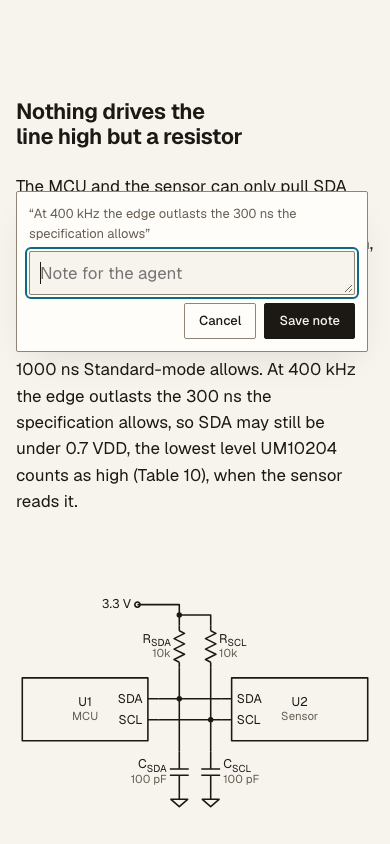 Nothing drives the
line high but a resistor
The MCU and the sensor can only pull SDA
“At 400 kHz the edge outlasts the 300 ns the
specification allows”
Note for the agent
Cancel
Save note
1000 ns Standard-mode allows. At 400 kHz
the edge outlasts the 300 ns the
specification allows, so SDA may still be
under 0.7 VDD, the lowest level UM10204
counts as high (Table 10), when the sensor
reads it.
3.3 V
RSDA
10k
RSCL
10k
U1
MCU
SDA
SCL
SDA
SCL
U2
Sensor
CSDA
100 pF
CSCL
100 pF